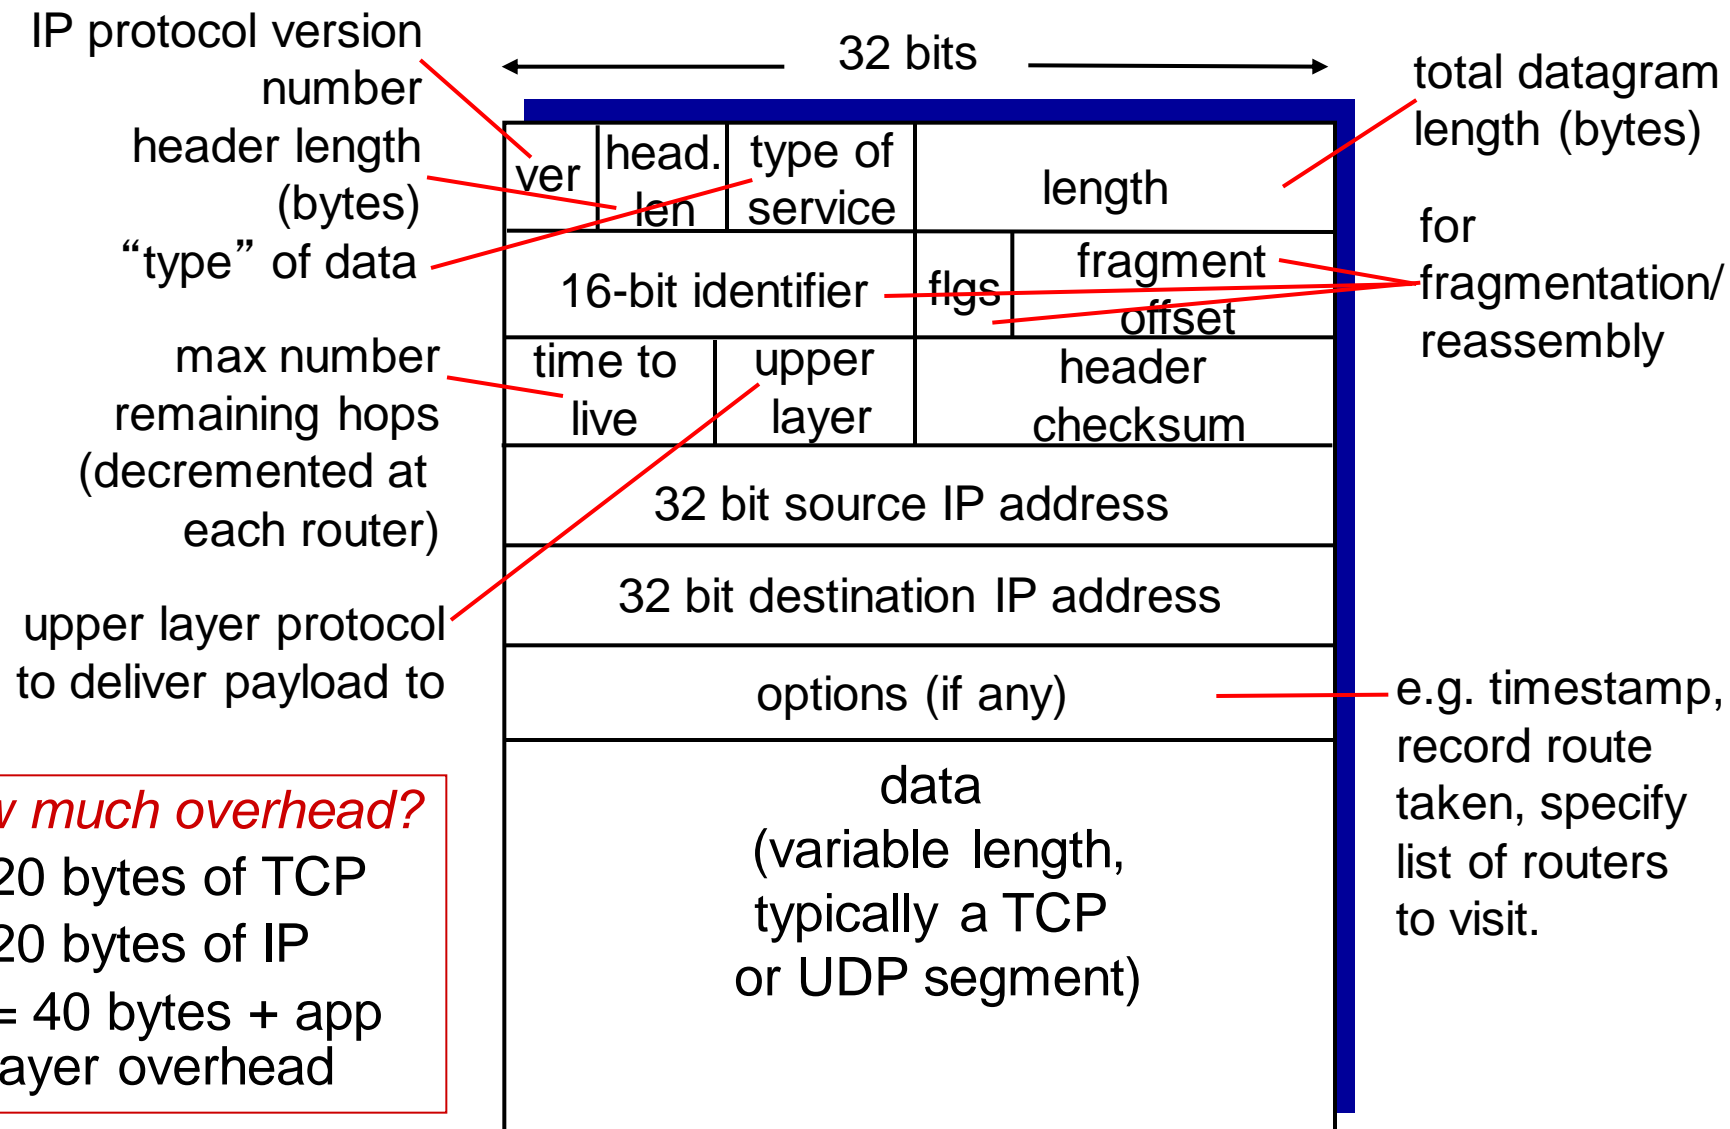 IP protocol version
number
header length
(bytes)
“type” of data
max number
remaining hops
(decremented at
each router)
upper layer protocol
to deliver payload to
how much overhead?
20 bytes of TCP
20 bytes of IP
= 40 bytes + app
layer overhead
32 bits
ver
head.
len
type of
service
length
16-bit identifier
flgs
fragment
offset
time to
live
upper
layer
header
checksum
32 bit source IP address
32 bit destination IP address
options (if any)
data
(variable length,
typically a TCP
or UDP segment)
total datagram
length (bytes)
for
fragmentation/
reassembly
e.g. timestamp,
record route
taken, specify
list of routers
to visit.